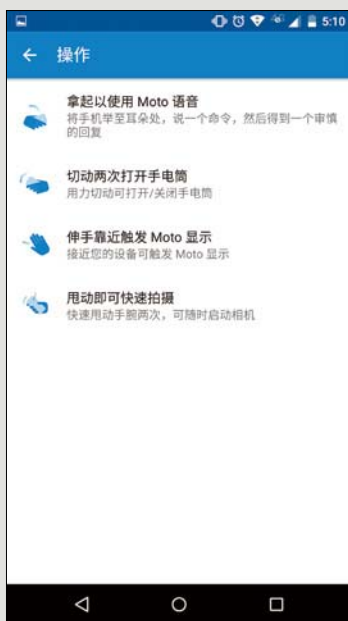 5:10
操作
拿起以使用 Moto 语音
将手机举至耳朵处，说一个命令，然后得到一个审慎
的回复
切动两次打开手电筒
用力切动可打开/关闭手电筒
伸手靠近触发 Moto 显示
接近您的设备可触发 Moto 显示
甩动即可快速拍摄
快速甩动手腕两次，可随时启动相机